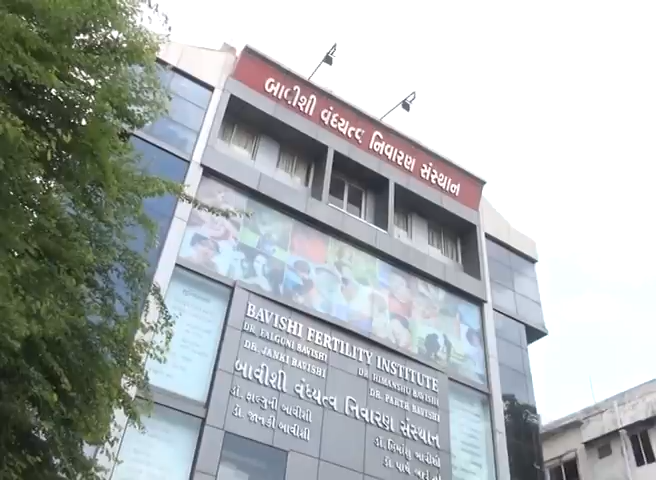 બાવીશી વંધ્યત્વ નિવારણ સંસ્થાન
BAVISHI FERTILITY INSTITUTE
DR. FALGUNI BAVISHI
DR. JANKI BAVISHI
DR. HIMANSHU BAVISHI
DR. PARTH BAVISHI
બાવીશી વંધ્યત્વ નિવારણ સંસ્થાન
ડૉ. ફાલ્ગુની બાવીશી
ડૉ. જાનકી બાવીશી
ડૉ. હિમાંશુ બાવીશી
ડૉ. પાર્થ બાવીશી